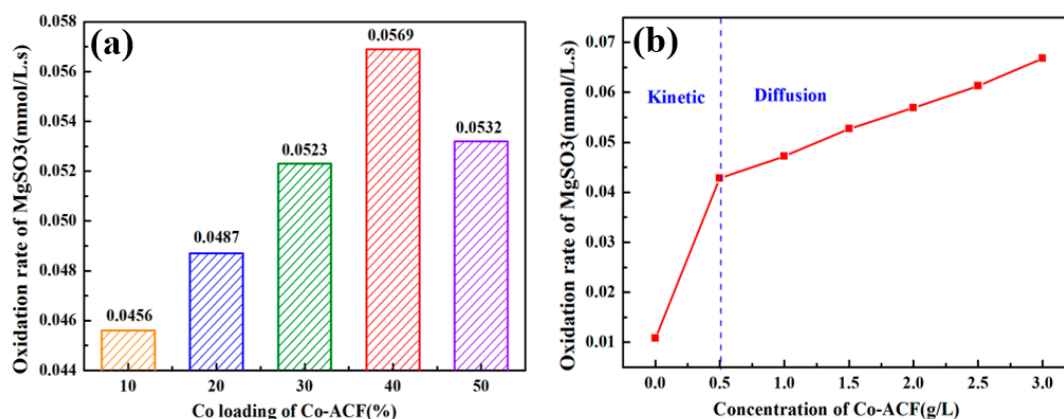 (a)
Oxidation rate of MgSO3(mmol/L.s)
0.058
0.056
0.054
0.052
0.050
0.048
0.046
0.044
0.0456
0.0487
0.0523
0.0569
0.0532
10 20 30 40 50
Co loading of Co-ACF(%)
(b)
Oxidation rate of MgSO3(mmol/L.s)
0.07
0.06
0.05
0.04
0.03
0.02
0.01
Kinetic
Diffusion
0.0 0.5 1.0 1.5 2.0 2.5 3.0
Concentration of Co-ACF(g/L)